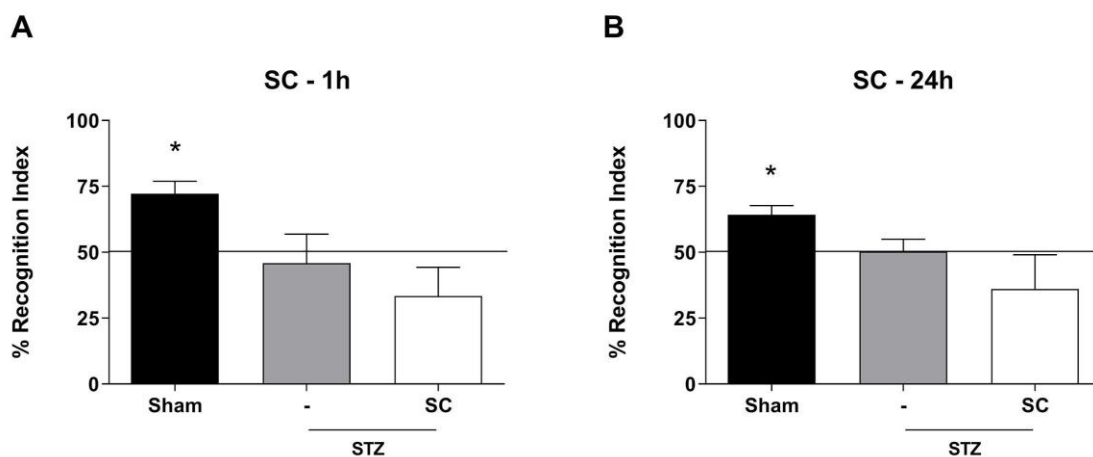 A
SC - 1h
% Recognition Index
100
75
50
25
0
*
Sham
-
SC
STZ
B
SC - 24h
% Recognition Index
100
75
50
25
0
*
Sham
-
SC
STZ